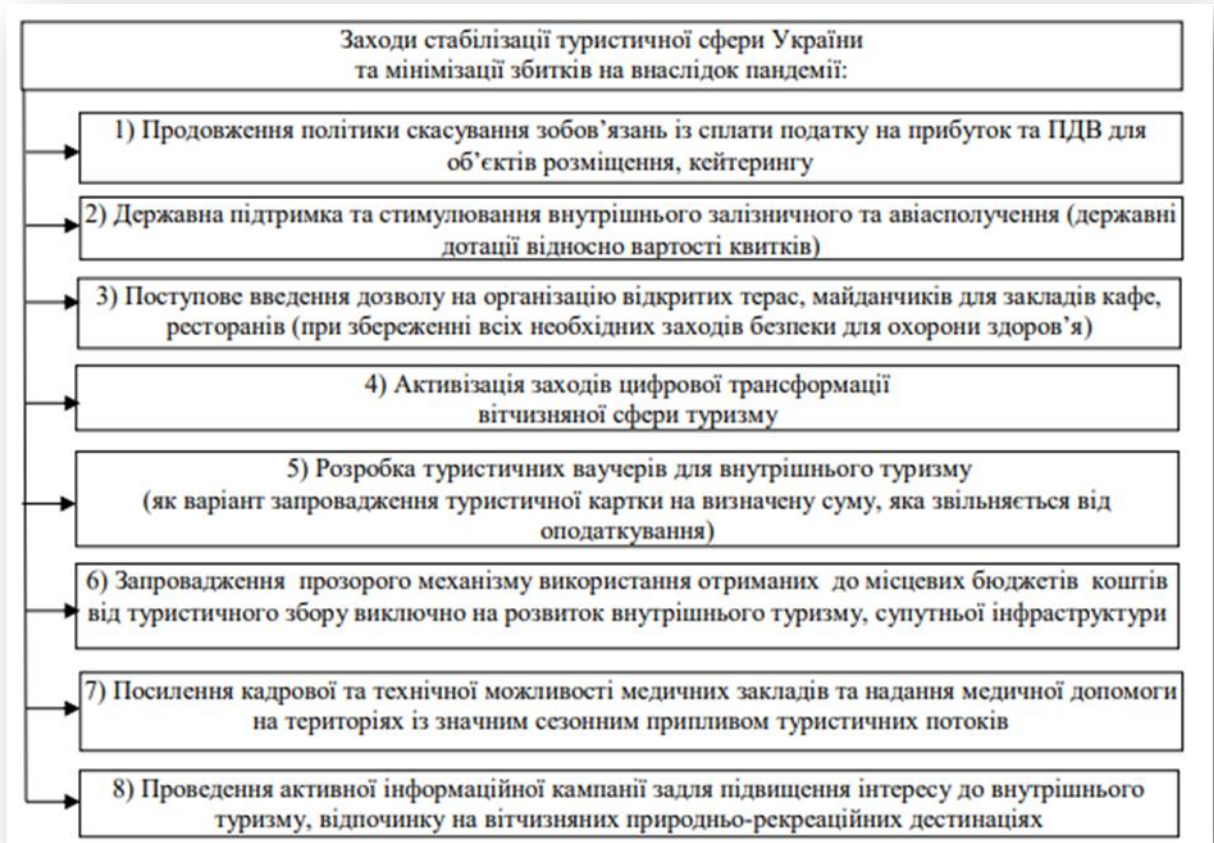 Заходи стабілізації туристичної сфери України
та мінімізації збитків на внаслідок пандемії:
1) Продовження політики скасування зобов’язань із сплати податку на прибуток та ПДВ для
об’єктів розміщення, кейтерингу
2) Державна підтримка та стимулювання внутрішнього залізничного та авіасполучення (державні
дотації відносно вартості квитків)
3) Поступове введення дозволу на організацію відкритих терас, майданчиків для закладів кафе,
ресторанів (при збереженні всіх необхідних заходів безпеки для охорони здоров’я)
4) Активізація заходів цифрової трансформації
вітчизняної сфери туризму
5) Розробка туристичних ваучерів для внутрішнього туризму
(як варіант запровадження туристичної картки на визначену суму, яка звільняється від
оподаткування)
6) Запровадження прозорого механізму використання отриманих до місцевих бюджетів коштів
від туристичного збору виключно на розвиток внутрішнього туризму, супутньої інфраструктури
7) Посилення кадрової та технічної можливості медичних закладів та надання медичної допомоги
на територіях із значним сезонним припливом туристичних потоків
8) Проведення активної інформаційної кампанії задля підвищення інтересу до внутрішнього
туризму, відпочинку на вітчизняних природньо-рекреаційних дестинаціях